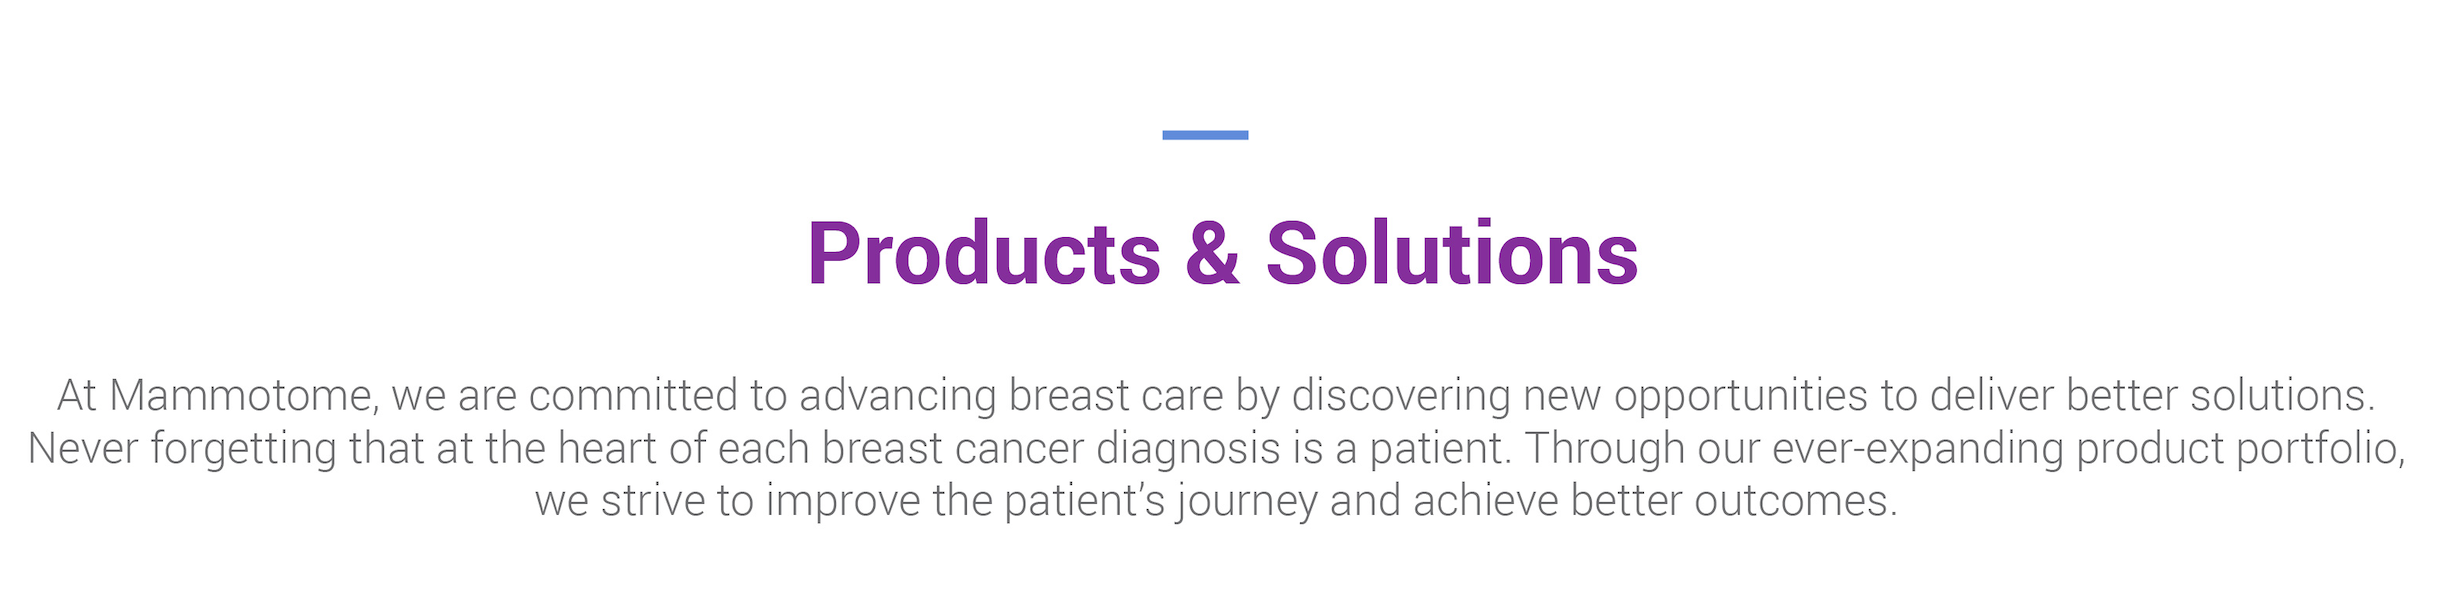 Products & Solutions
At Mammotome, we are committed to advancing breast care by discovering new opportunities to deliver better solutions.
Never forgetting that at the heart of each breast cancer diagnosis is a patient. Through our ever-expanding product portfolio,
we strive to improve the patient’s journey and achieve better outcomes.